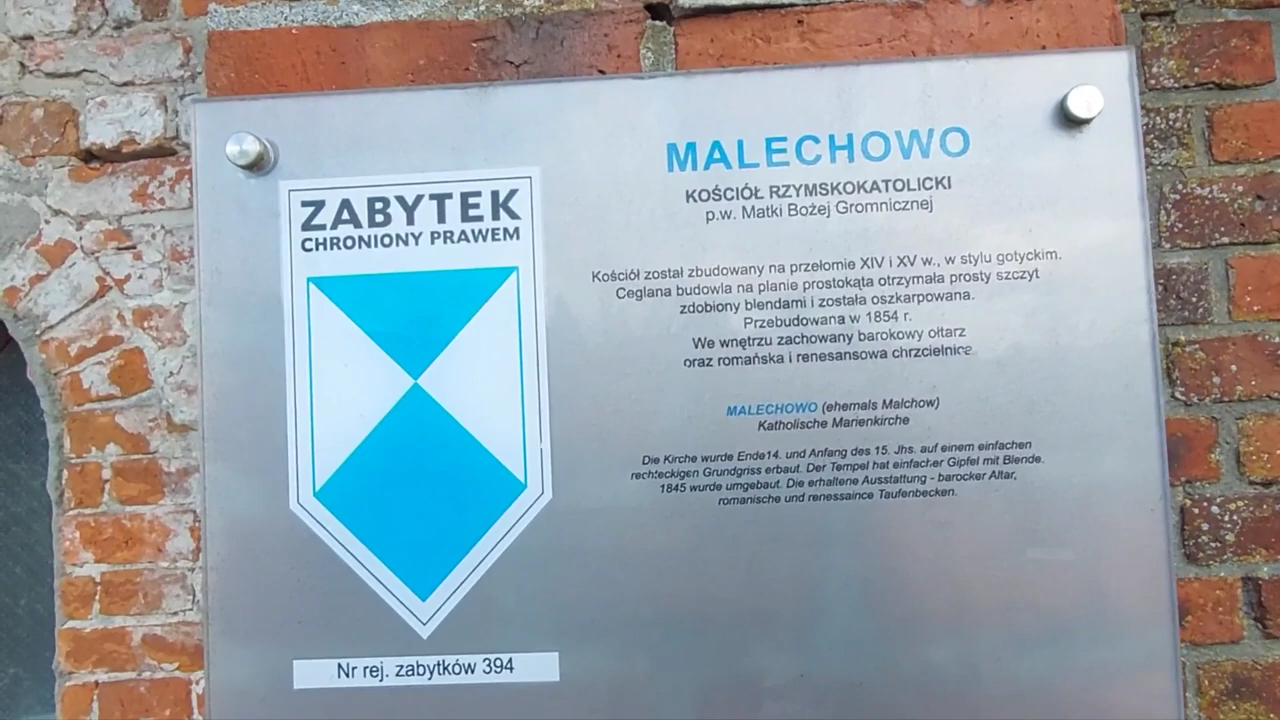 ZABYTEK
CHRONIONY PRAWEM
Nr rej. zabytków 394
MALECHOWO
KOŚCIÓŁ RZYMSKOKATOLICKI
p.w. Matki Bożej Gromnicznej
Kościół został zbudowany na przełomie XIV i XV w., w stylu gotyckim.
Ceglana budowla na planie prostokąta otrzymała prosty szczyt
zdobiony blendami i została oszkarpowana.
Przebudowana w 1854 r.
We wnętrzu zachowany barokowy ołtarz
oraz romańska i renesansowa chrzcielnice
MALECHOWO (ehemals Malchow)
Katholische Marienkirche
Die Kirche wurde Ende14. und Anfang des 15. Jhs. auf einem einfachen
rechteckigen Grundgriss erbaut. Der Tempel hat einfacher Gipfel mit Blende.
1845 wurde umgebaut. Die erhaltene Ausstattung - barocker Altar,
romanische und renessaince Taufenbecken.